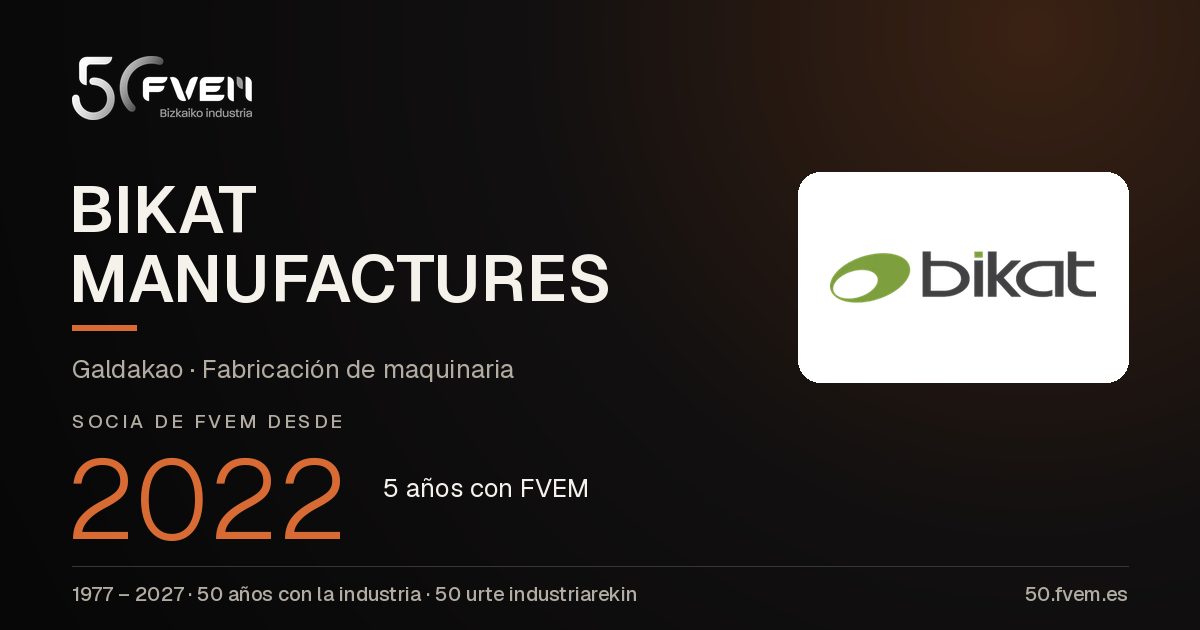 50 FVEM
Bizkaiko industria
BIKAT
MANUFACTURES
bikat
Galdakao · Fabricación de maquinaria
SOCIA DE FVEM DESDE
2022
5 años con FVEM
1977 – 2027 · 50 años con la industria · 50 urte industriarekin
50.fvem.es